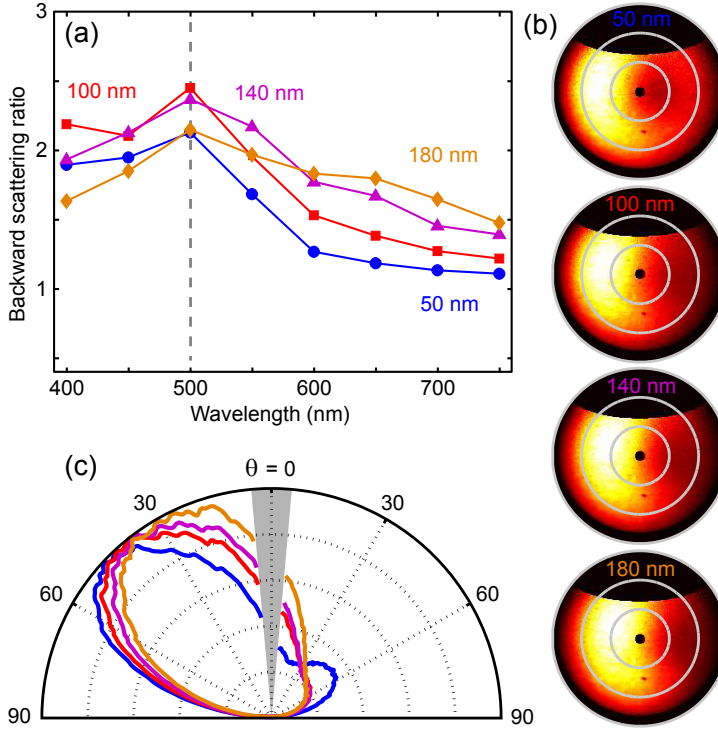 (a)
3
2
1
Backward scattering ratio
100 nm
140 nm
180 nm
50 nm
400
500
600
700
Wavelength (nm)
(b)
50 nm
100 nm
140 nm
180 nm
(c)
θ = 0
30
30
60
60
90
90